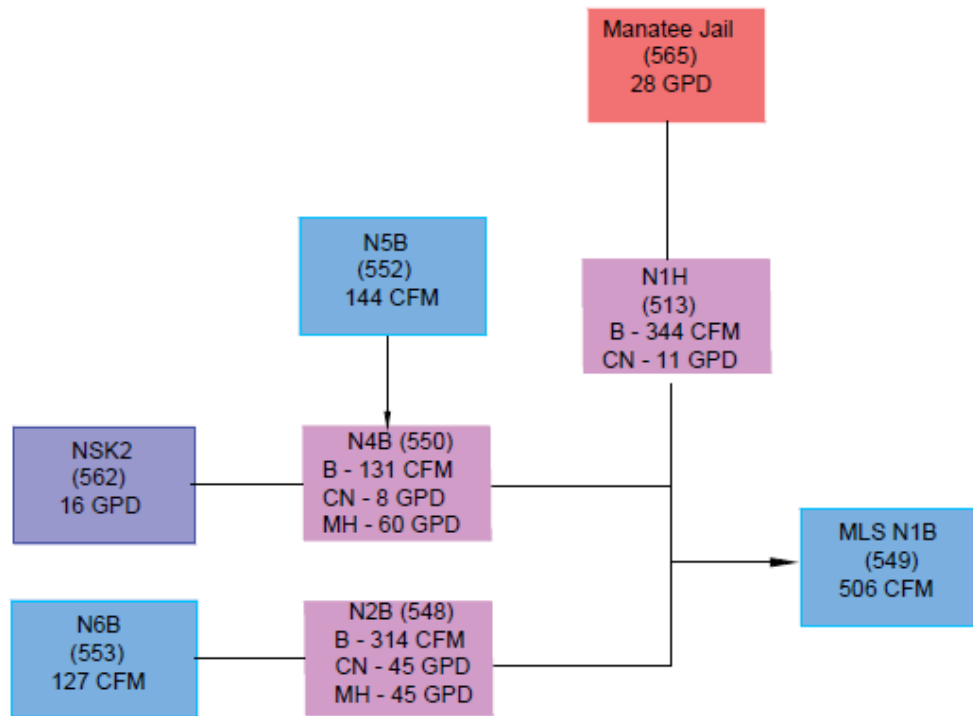 Manatee Jail
(565)
28 GPD
N5B
(552)
144 CFM
N1H
(513)
B - 344 CFM
CN - 11 GPD
NSK2
(562)
16 GPD
N4B (550)
B - 131 CFM
CN - 8 GPD
MH - 60 GPD
MLS N1B
(549)
506 CFM
N6B
(553)
127 CFM
N2B (548)
B - 314 CFM
CN - 45 GPD
MH - 45 GPD